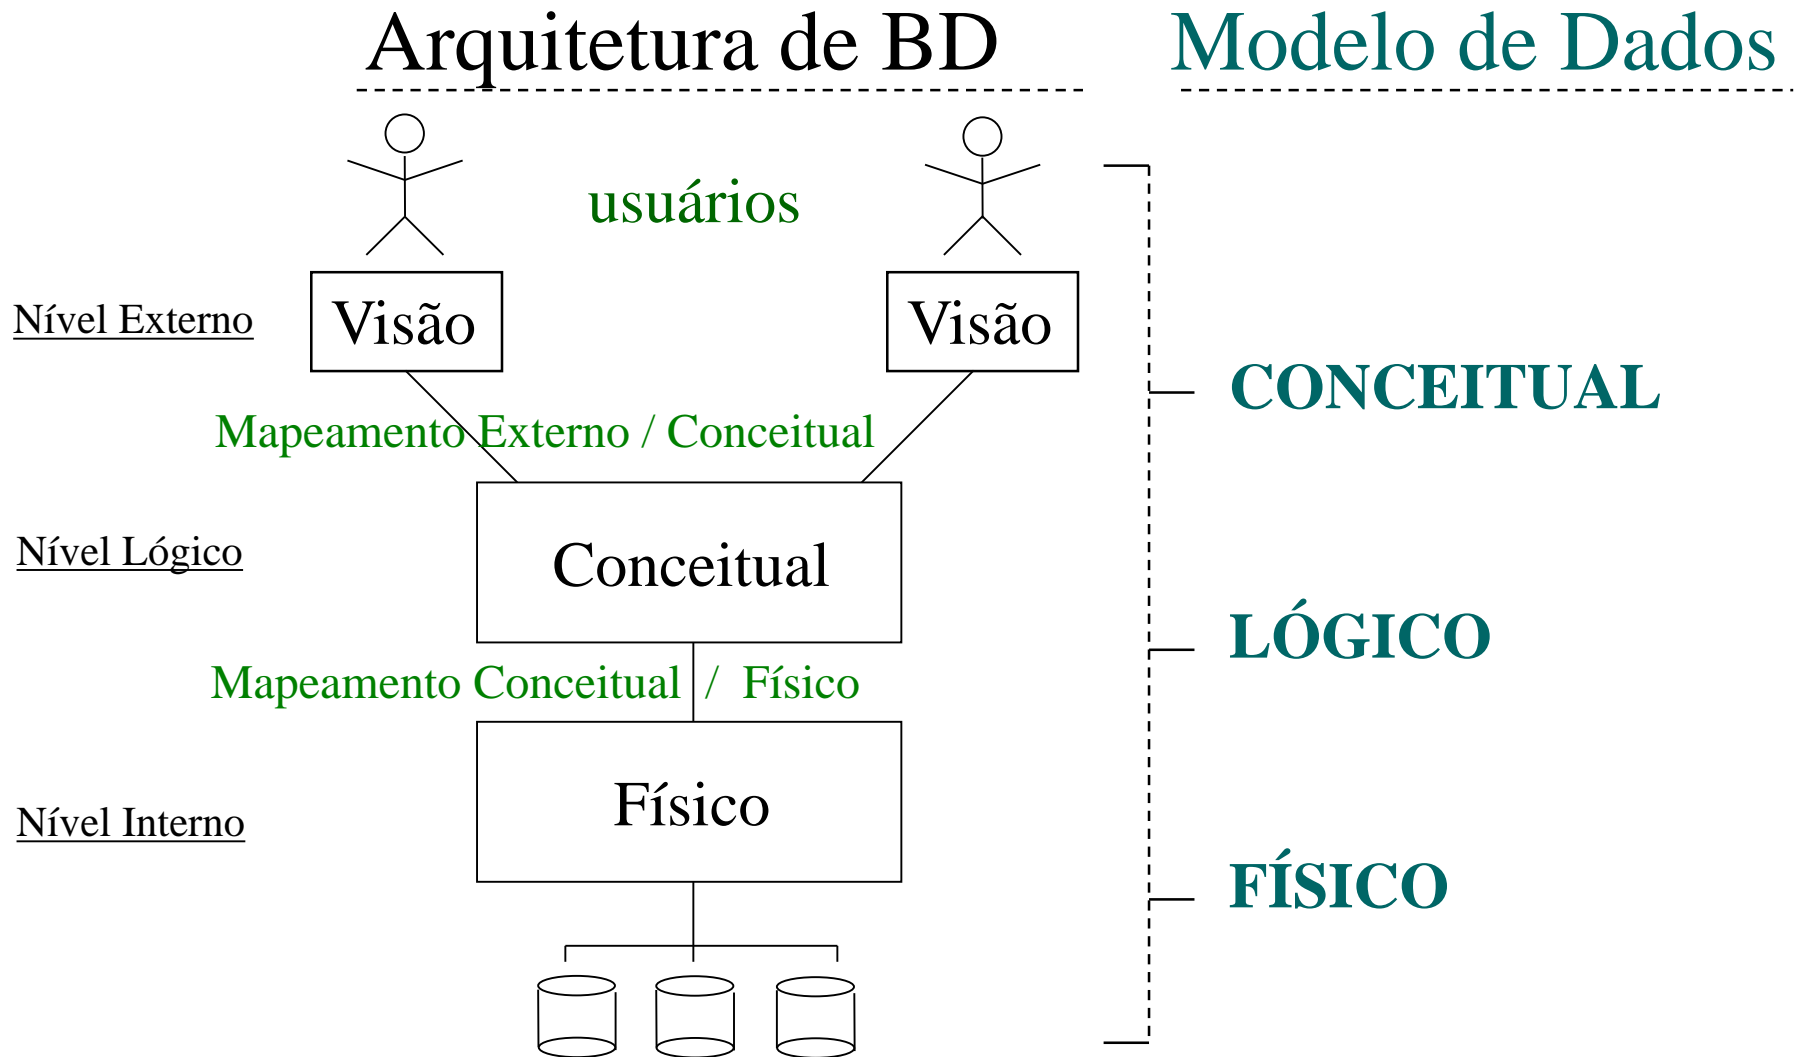 Arquitetura de BD
Modelo de Dados
usuários
Nível Externo
Visão
Visão
CONCEITUAL
Mapeamento Externo / Conceitual
Nível Lógico
Conceitual
LÓGICO
Mapeamento Conceitual / Físico
Nível Interno
Físico
FÍSICO